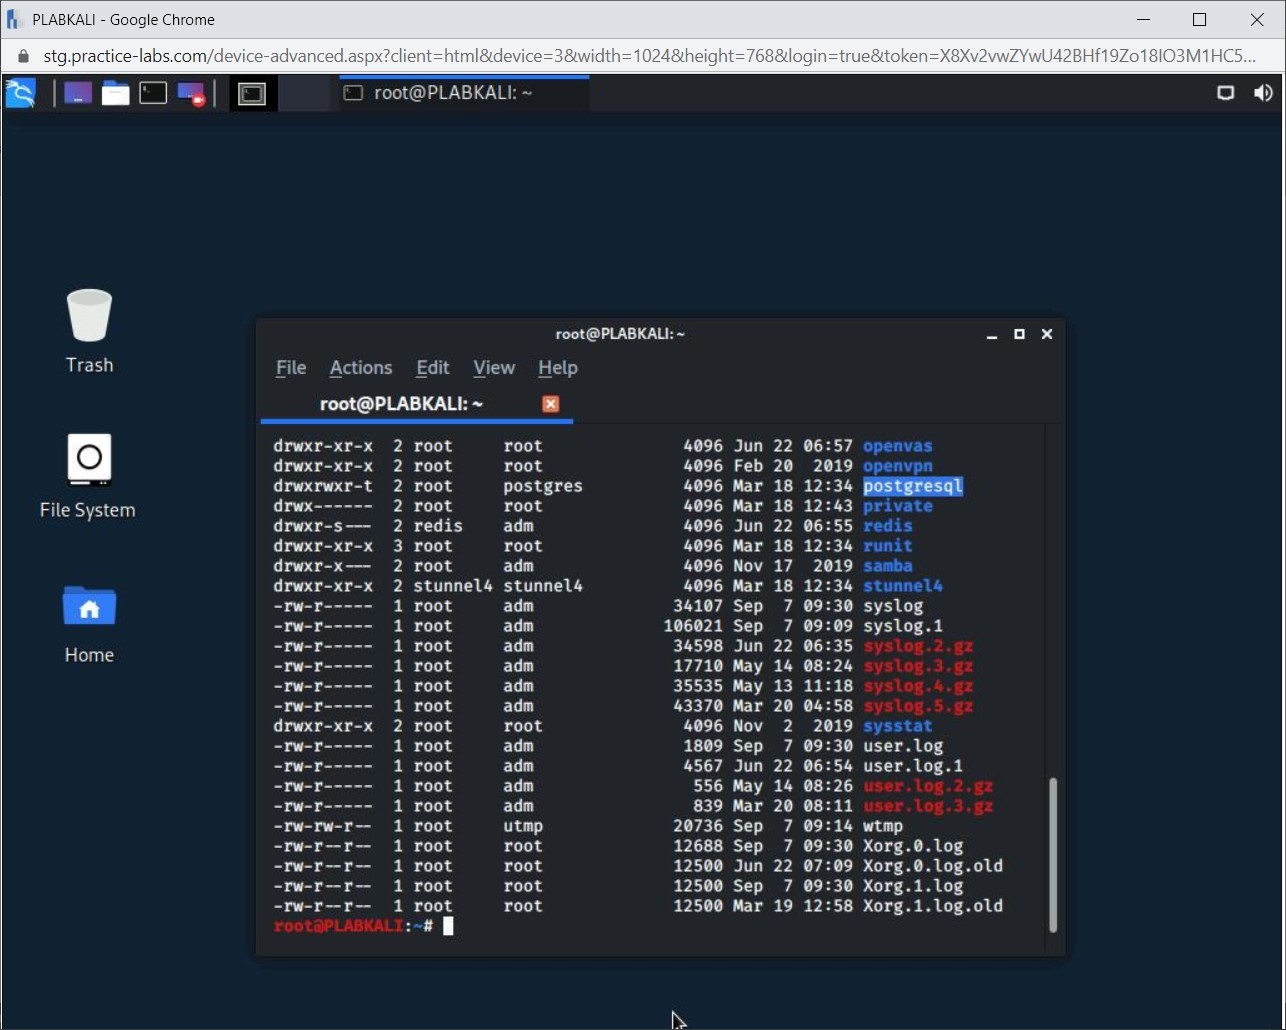 PLABKALI - Google Chrome
stg.practice-labs.com/device-advanced.aspx?client=html&device=3&width=1024&height=768&login=true&token=X8Xv2vwZYwU42BHf19Zo18IO3M1HC5...
root@PLABKALI: ~
Trash
File System
Home
root@PLABKALI: ~
File Actions Edit View Help
root@PLABKALI: ~
drwxr-xr-x 2 root root 4096 Jun 22 06:57 openvas
drwxr-xr-x 2 root root 4096 Feb 20 2019 openvpn
drwxrwxr-t 2 root postgres 4096 Mar 18 12:34 postgresql
drwx------ 2 root root 4096 Mar 18 12:43 private
drwxr-s--- 2 redis adm 4096 Jun 22 06:55 redis
drwxr-xr-x 3 root root 4096 Mar 18 12:34 runit
drwxr-x--- 2 root adm 4096 Nov 17 2019 samba
drwxr-xr-x 2 stunnel4 stunnel4 4096 Mar 18 12:34 stunnel4
-rw-r----- 1 root adm 34107 Sep 7 09:30 syslog
-rw-r----- 1 root adm 106021 Sep 7 09:09 syslog.1
-rw-r----- 1 root adm 34598 Jun 22 06:35 syslog.2.gz
-rw-r----- 1 root adm 17710 May 14 08:24 syslog.3.gz
-rw-r----- 1 root adm 35535 May 13 11:18 syslog.4.gz
-rw-r----- 1 root adm 43370 Mar 20 04:58 syslog.5.gz
drwxr-xr-x 2 root root 4096 Nov 2 2019 sysstat
-rw-r----- 1 root adm 1809 Sep 7 09:30 user.log
-rw-r----- 1 root adm 4567 Jun 22 06:54 user.log.1
-rw-r----- 1 root adm 556 May 14 08:26 user.log.2.gz
-rw-r----- 1 root adm 839 Mar 20 08:11 user.log.3.gz
-rw-rw-r-- 1 root utmp 20736 Sep 7 09:14 wtmp
-rw-r--r-- 1 root root 12688 Sep 7 09:30 Xorg.0.log
-rw-r--r-- 1 root root 12500 Jun 22 07:09 Xorg.0.log.old
-rw-r--r-- 1 root root 12500 Sep 7 09:30 Xorg.1.log
-rw-r--r-- 1 root root 12500 Mar 19 12:58 Xorg.1.log.old
root@PLABKALI:~#